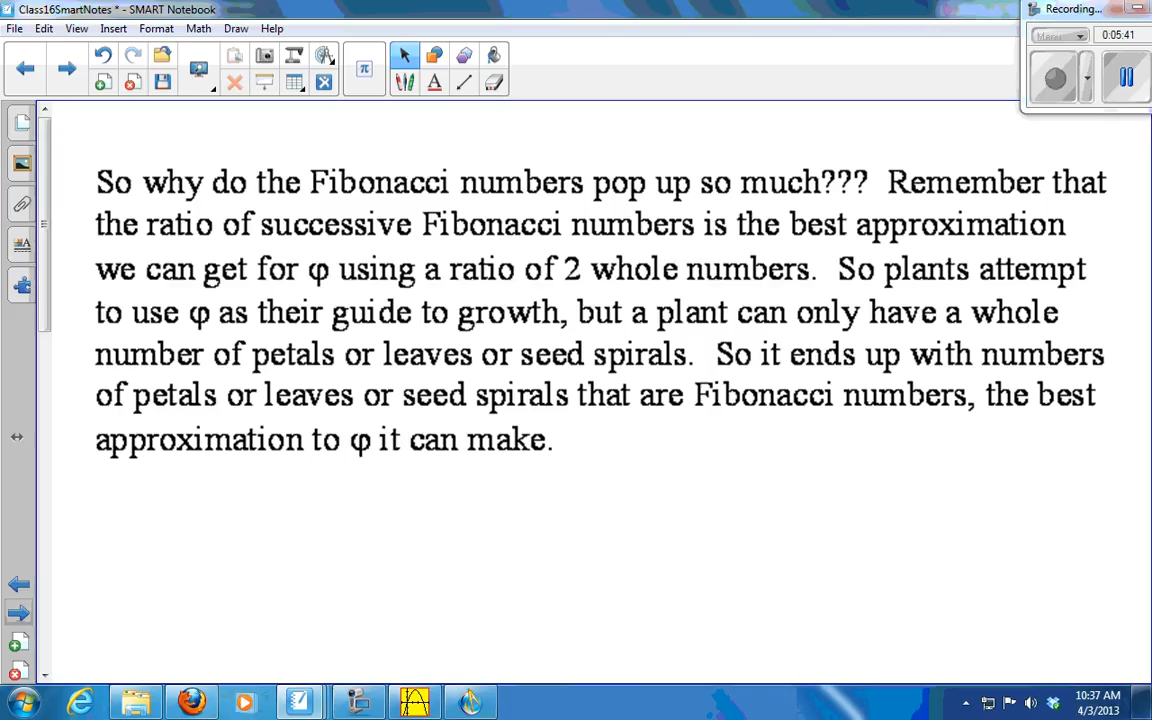 Class16SmartNotes * - SMART Notebook
Recording...
File Edit View Insert Format Math Draw Help
Menu
0:05:41
π
A
So why do the Fibonacci numbers pop up so much??? Remember that
the ratio of successive Fibonacci numbers is the best approximation
we can get for φ using a ratio of 2 whole numbers. So plants attempt
to use φ as their guide to growth, but a plant can only have a whole
number of petals or leaves or seed spirals. So it ends up with numbers
of petals or leaves or seed spirals that are Fibonacci numbers, the best
approximation to φ it can make.
10:37 AM
4/3/2013